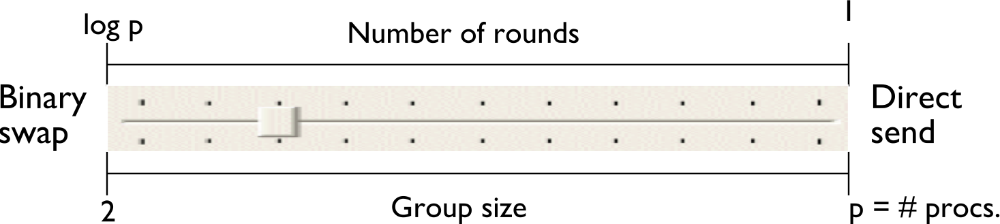 log p
1
Number of rounds
Binary
swap
Direct
send
2
Group size
p = # procs.